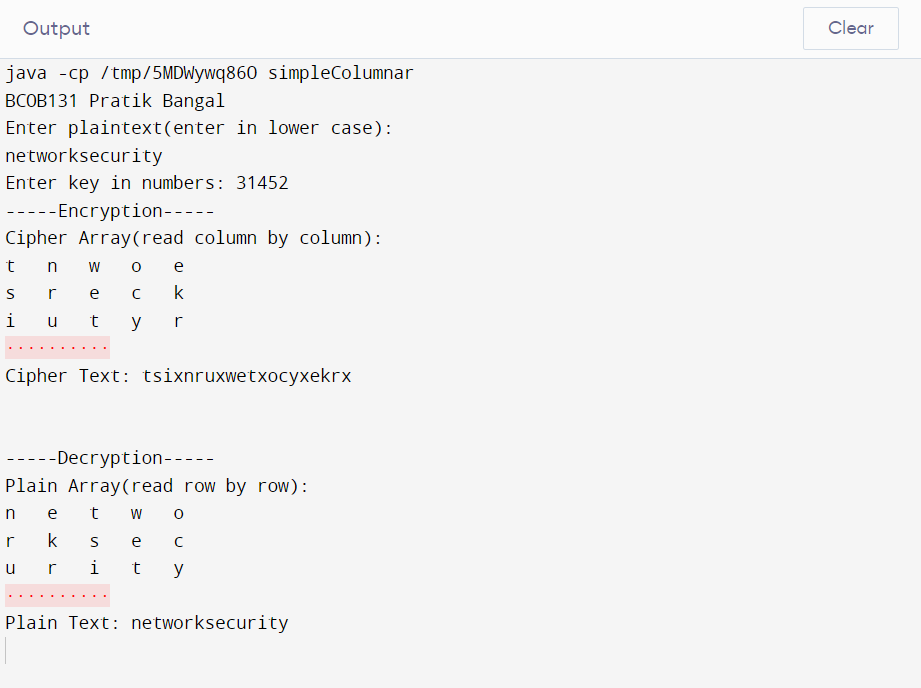 Output
Clear
java -cp /tmp/5MDWywq86O simpleColumnar
BCOB131 Pratik Bangal
Enter plaintext(enter in lower case):
networksecurity
Enter key in numbers: 31452
-----Encryption-----
Cipher Array(read column by column):
t n w o e
s r e c k
i u t y r
··········
Cipher Text: tsixnruxwetxocyxekrx
-----Decryption-----
Plain Array(read row by row):
n e t w o
r k s e c
u r i t y
··········
Plain Text: networksecurity